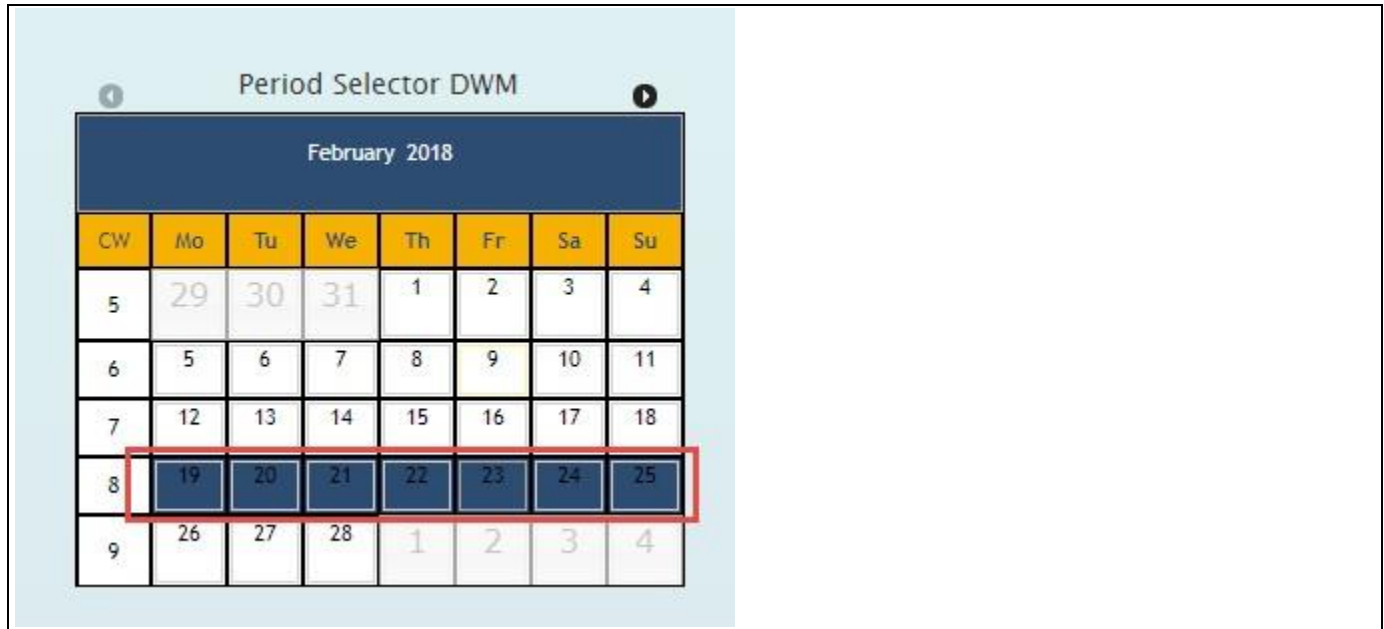 Period Selector DWM
February 2018
CW Mo Tu We Th Fr Sa Su
5 29 30 31 1 2 3 4
6 5 6 7 8 9 10 11
7 12 13 14 15 16 17 18
8 19 20 21 22 23 24 25
9 26 27 28 1 2 3 4